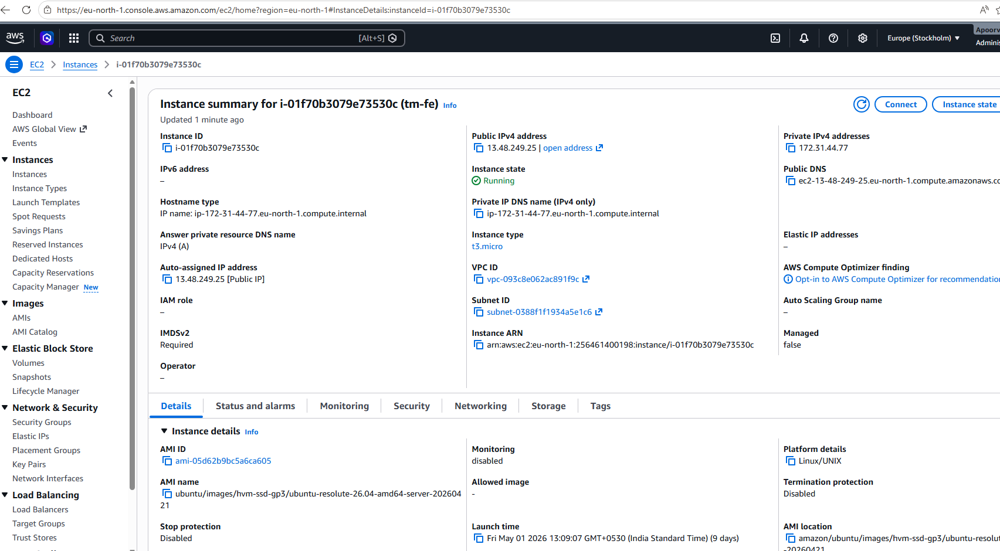 https://eu-north-1.console.aws.amazon.com/ec2/home?region=eu-north-1#InstanceDetails:instanceId=i-01f70b3079e73530c
aws
Search [Alt+S]
Europe (Stockholm)
Apoorv
Adminis
EC2 > Instances > i-01f70b3079e73530c
EC2
Dashboard
AWS Global View
Events
Instances
Instances
Instance Types
Launch Templates
Spot Requests
Savings Plans
Reserved Instances
Dedicated Hosts
Capacity Reservations
Capacity Manager New
Images
AMIs
AMI Catalog
Elastic Block Store
Volumes
Snapshots
Lifecycle Manager
Network & Security
Security Groups
Elastic IPs
Placement Groups
Key Pairs
Network Interfaces
Load Balancing
Load Balancers
Target Groups
Trust Stores
Instance summary for i-01f70b3079e73530c (tm-fe) Info
Updated 1 minute ago
Connect
Instance state
Instance ID
i-01f70b3079e73530c
Public IPv4 address
13.48.249.25 | open address
Private IPv4 addresses
172.31.44.77
IPv6 address
–
Instance state
Running
Public DNS
ec2-13-48-249-25.eu-north-1.compute.amazonaws.co
Hostname type
IP name: ip-172-31-44-77.eu-north-1.compute.internal
Private IP DNS name (IPv4 only)
ip-172-31-44-77.eu-north-1.compute.internal
Answer private resource DNS name
IPv4 (A)
Instance type
t3.micro
Elastic IP addresses
–
Auto-assigned IP address
13.48.249.25 [Public IP]
VPC ID
vpc-093c8e062ac891f9c
AWS Compute Optimizer finding
Opt-in to AWS Compute Optimizer for recommendation
IAM role
–
Subnet ID
subnet-0388f1f1934a5e1c6
Auto Scaling Group name
–
IMDSv2
Required
Instance ARN
arn:aws:ec2:eu-north-1:256461400198:instance/i-01f70b3079e73530c
Managed
false
Operator
–
Details
Status and alarms
Monitoring
Security
Networking
Storage
Tags
Instance details Info
AMI ID
ami-05d62b9bc5a6ca605
Monitoring
disabled
Platform details
Linux/UNIX
AMI name
ubuntu/images/hvm-ssd-gp3/ubuntu-resolute-26.04-amd64-server-202604
21
Allowed image
-
Termination protection
Disabled
Stop protection
Disabled
Launch time
Fri May 01 2026 13:09:07 GMT+0530 (India Standard Time) (9 days)
AMI location
amazon/ubuntu/images/hvm-ssd-gp3/ubuntu-resolut
-20260421